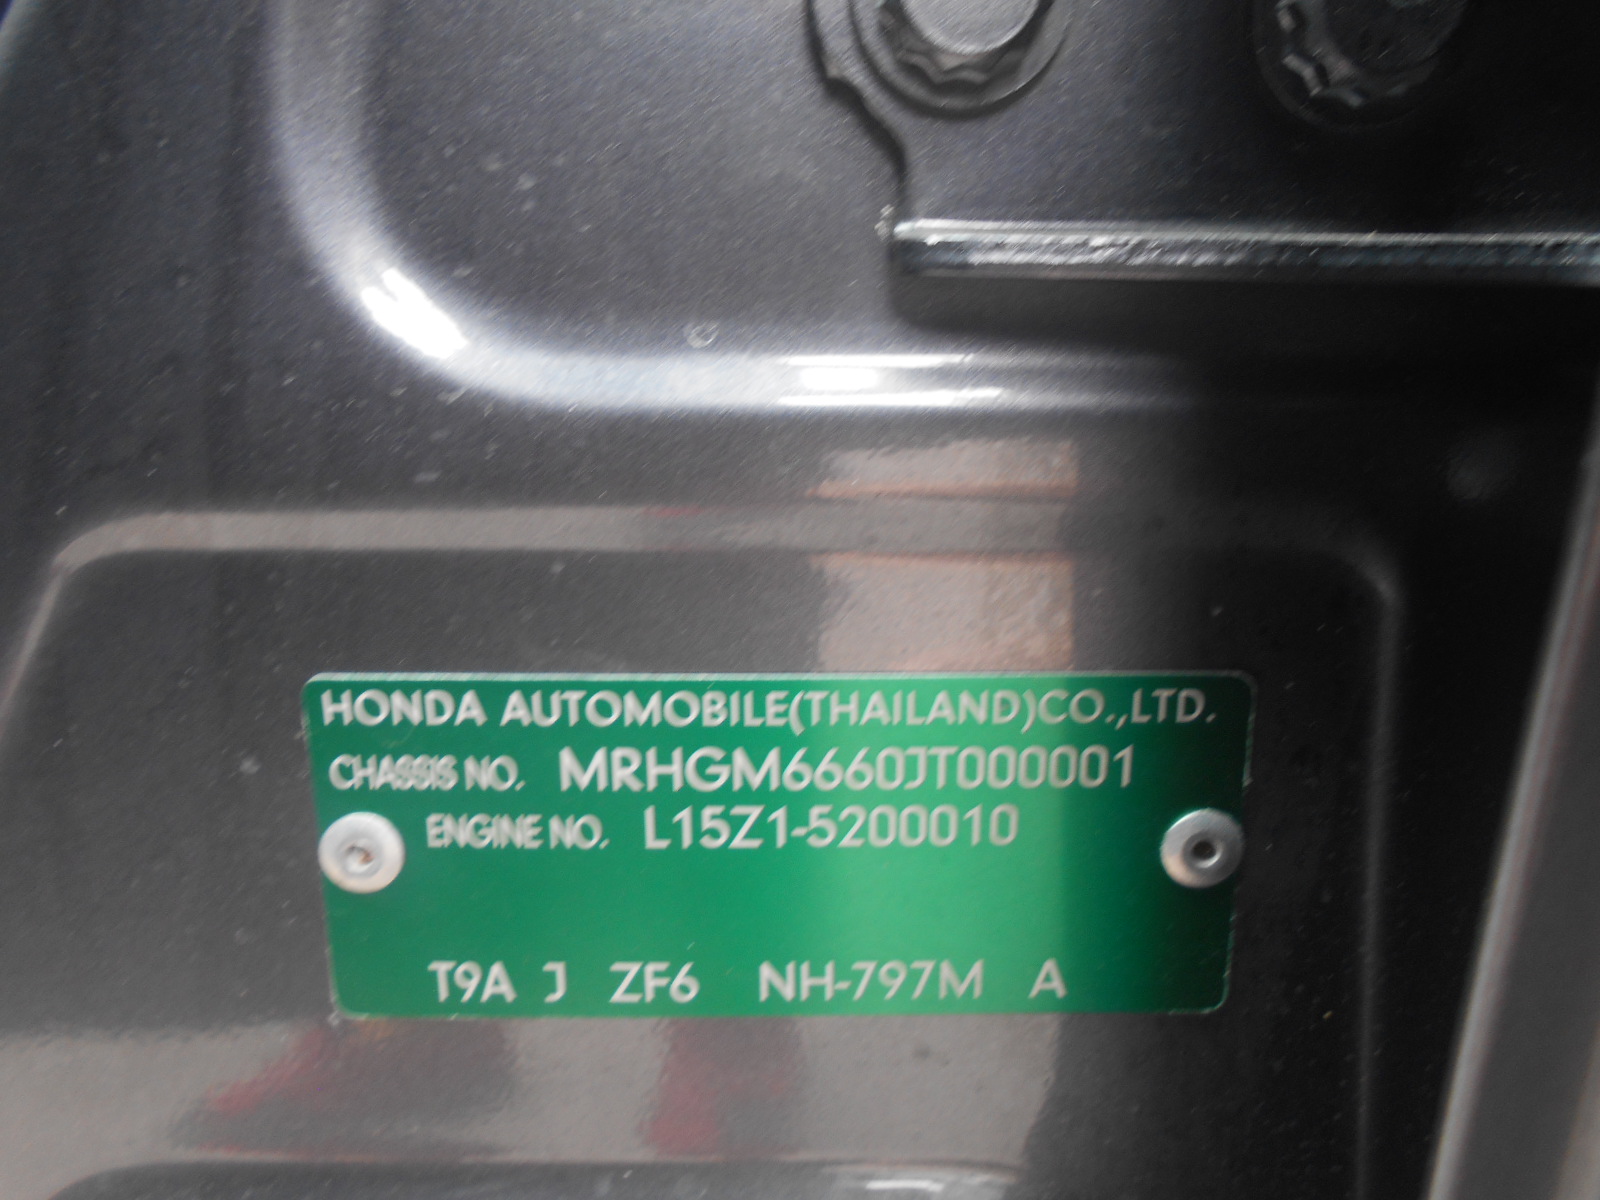 HONDA AUTOMOBILE(THAILAND)CO.,LTD.
CHASSIS NO. MRHGM6660JT000001
ENGINE NO. L15Z1-5200010
T9A J ZF6 NH-797M A